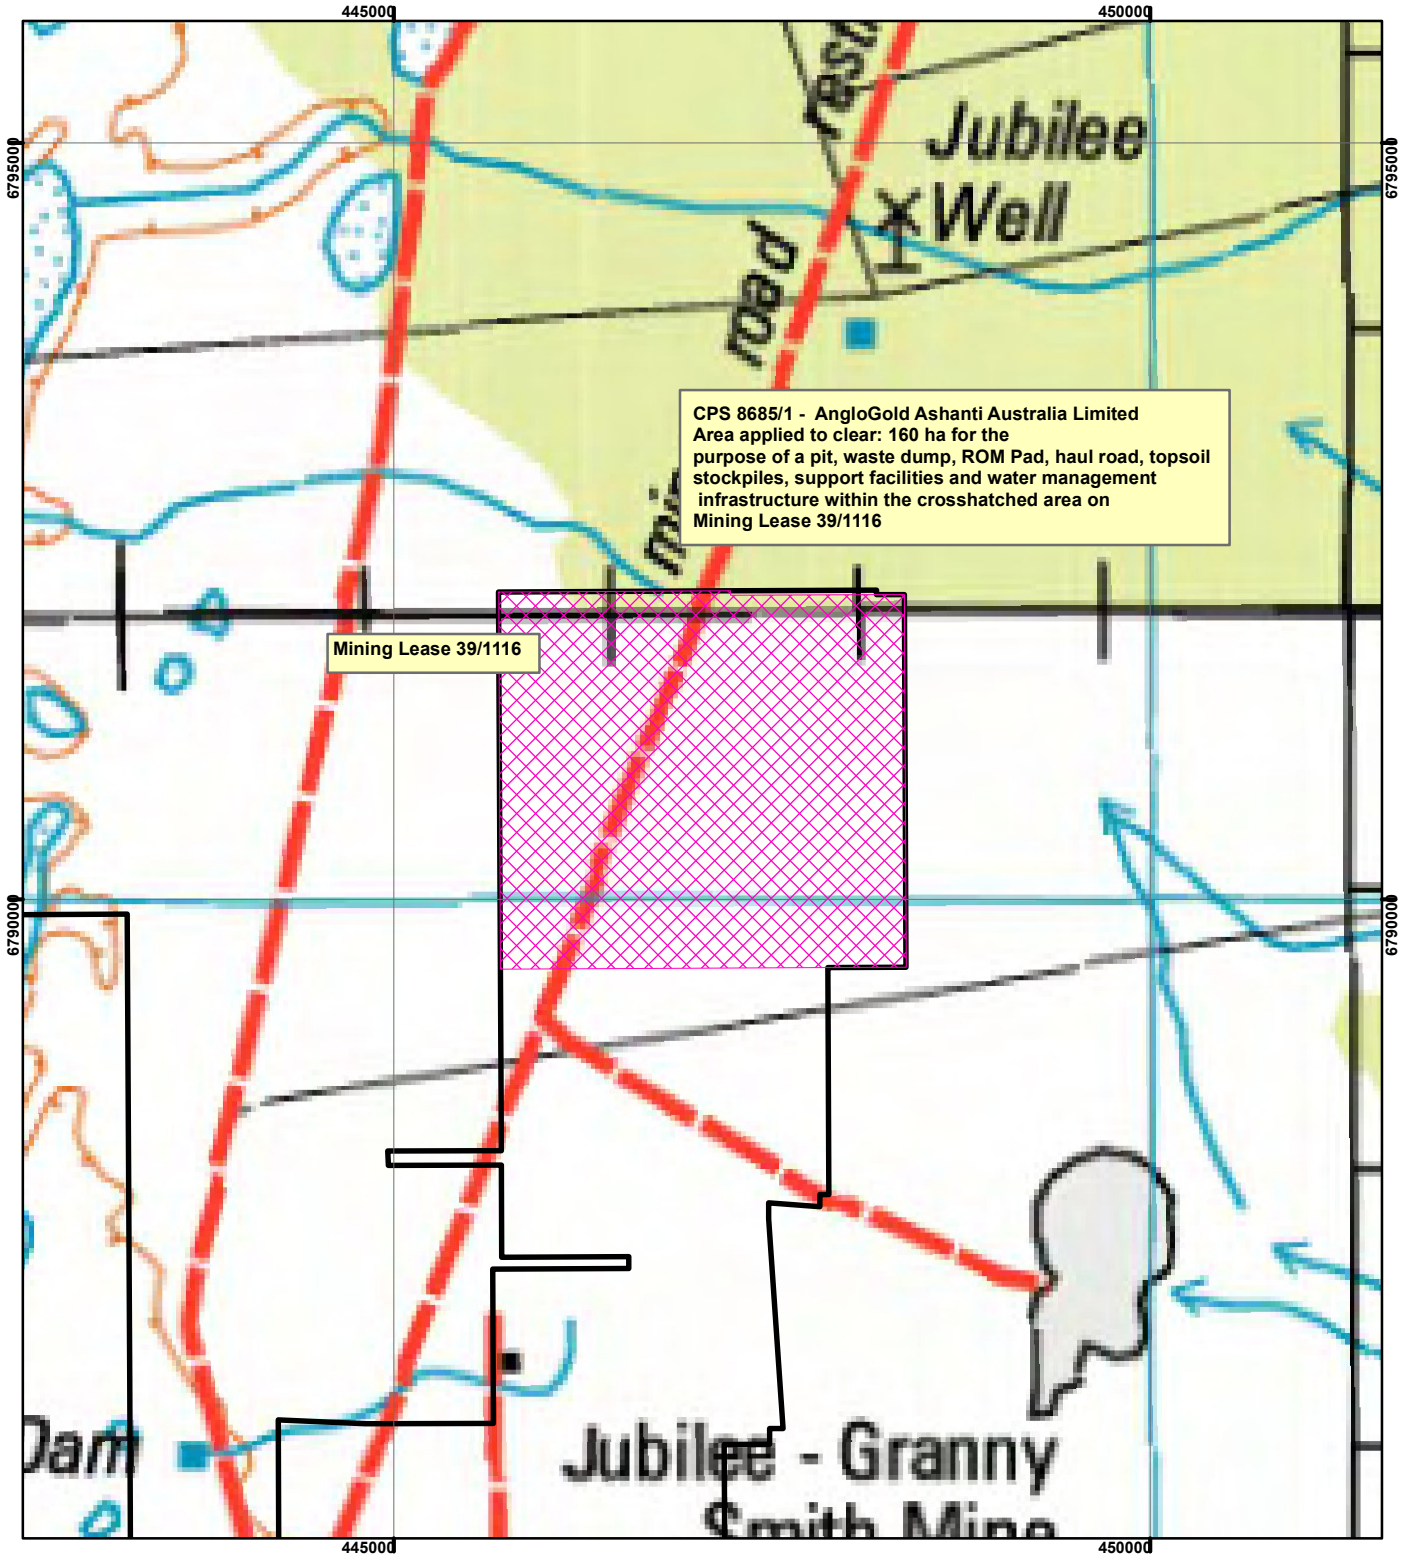 445000
450000
6795000
6795000
Jubilee
Well
road
CPS 8685/1 - AngloGold Ashanti Australia Limited
Area applied to clear: 160 ha for the
purpose of a pit, waste dump, ROM Pad, haul road, topsoil
stockpiles, support facilities and water management
infrastructure within the crosshatched area on
Mining Lease 39/1116
Mining Lease 39/1116
6790000
6790000
Dam
Jubilee - Granny
Smith Mine
445000
450000